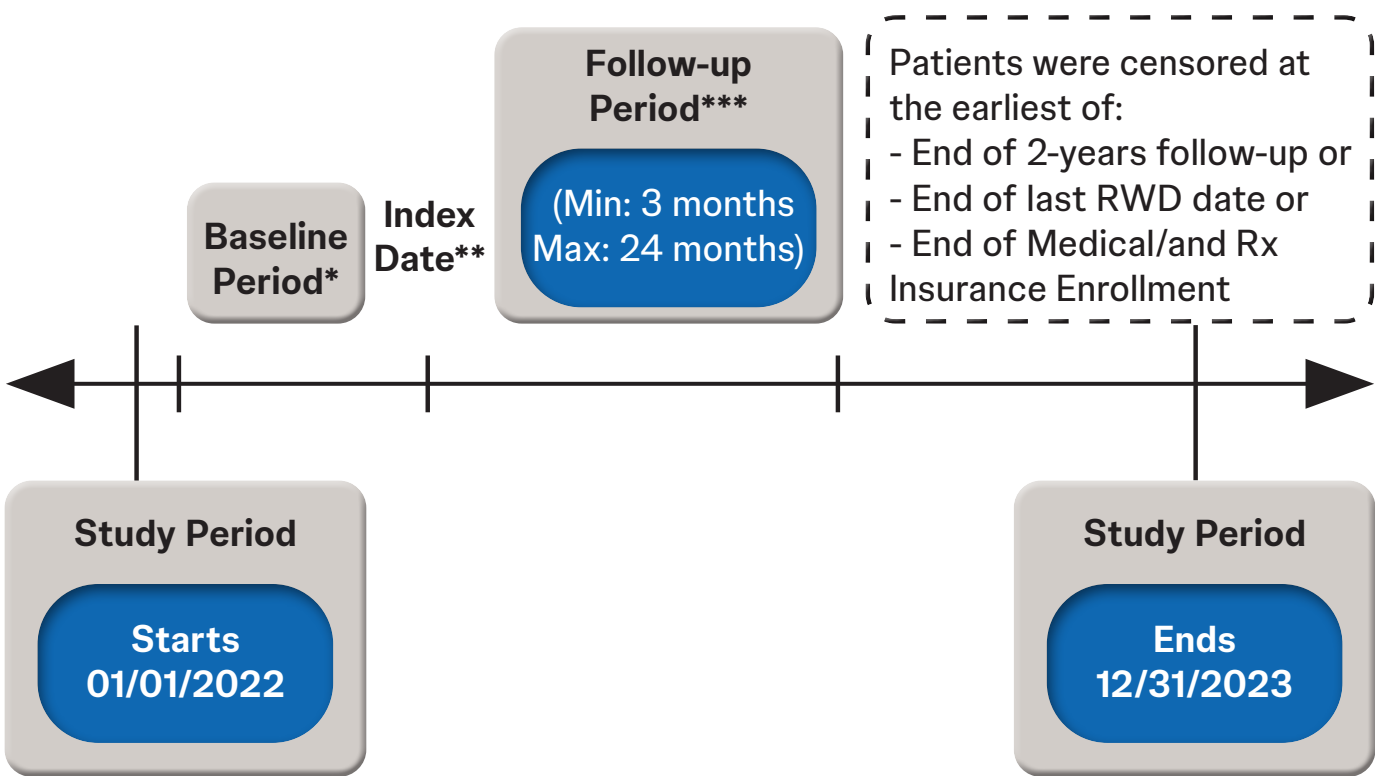 Follow-up
Period***
(Min: 3 months
Max: 24 months)
Patients were censored at
the earliest of:
- End of 2-years follow-up or
- End of last RWD date or
- End of Medical/and Rx
Insurance Enrollment
Baseline
Period*
Index
Date**
Study Period
Starts
01/01/2022
Study Period
Ends
12/31/2023